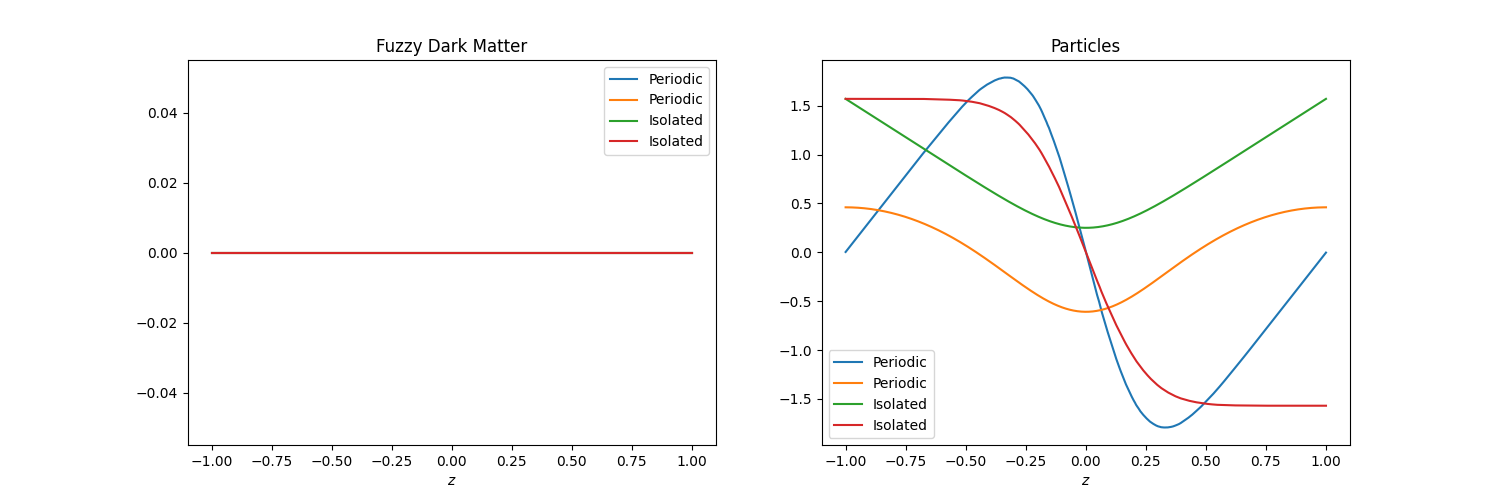 Fuzzy Dark Matter
Periodic
Periodic
Isolated
Isolated
0.04
0.02
0.00
−0.02
−0.04
−1.00 −0.75 −0.50 −0.25 0.00 0.25 0.50 0.75 1.00
z
Particles
1.5
1.0
0.5
0.0
−0.5
−1.0
−1.5
Periodic
Periodic
Isolated
Isolated
−1.00 −0.75 −0.50 −0.25 0.00 0.25 0.50 0.75 1.00
z